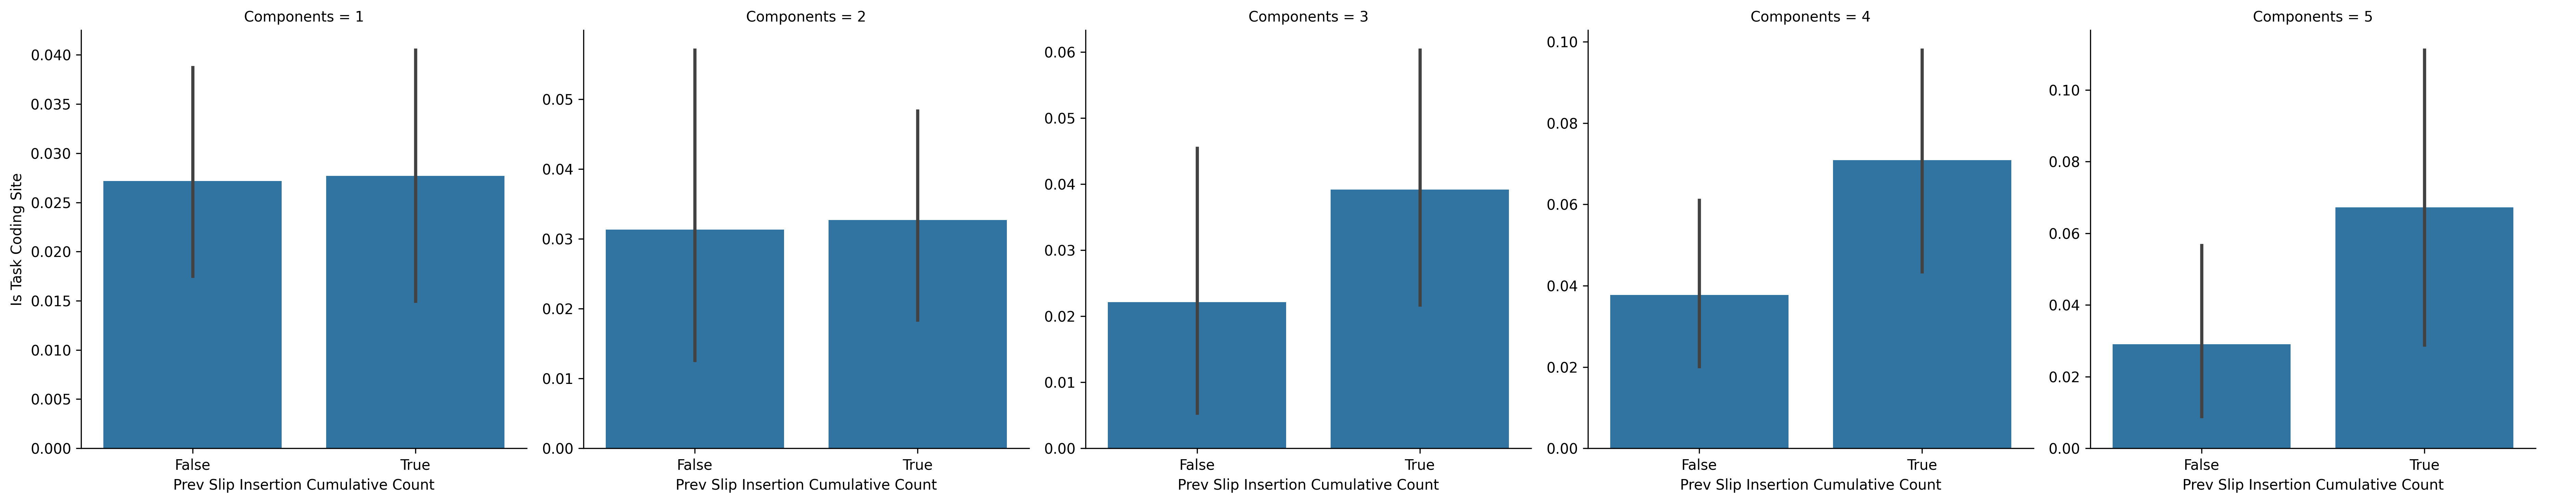 Components = 1
Components = 2
Components = 3
Components = 4
Components = 5
Is Task Coding Site
0.040
0.035
0.030
0.025
0.020
0.015
0.010
0.005
0.000
False
True
Prev Slip Insertion Cumulative Count
0.05
0.04
0.03
0.02
0.01
0.00
False
True
Prev Slip Insertion Cumulative Count
0.06
0.05
0.04
0.03
0.02
0.01
0.00
False
True
Prev Slip Insertion Cumulative Count
0.10
0.08
0.06
0.04
0.02
0.00
False
True
Prev Slip Insertion Cumulative Count
0.10
0.08
0.06
0.04
0.02
0.00
False
True
Prev Slip Insertion Cumulative Count